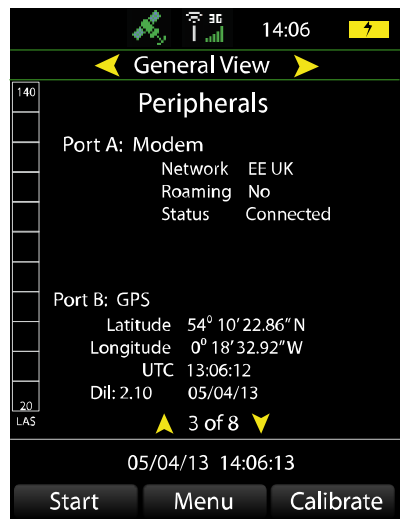 3G
14:06
General View
140
Peripherals
Port A: Modem
Network EE UK
Roaming No
Status Connected
Port B: GPS
Latitude 54⁰ 10′ 22.86″ N
Longitude 0⁰ 18′ 32.92″ W
UTC 13:06:12
Dil: 2.10 05/04/13
20
LAS
3 of 8
05/04/13 14:06:13
Start Menu Calibrate